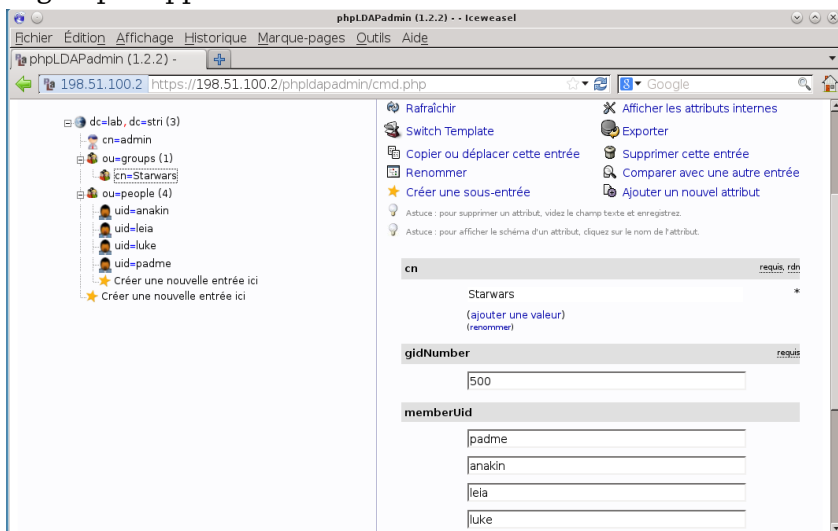 phpLDAPadmin (1.2.2) - - Iceweasel
Fichier Édition Affichage Historique Marque-pages Outils Aide
phpLDAPadmin (1.2.2) -
198.51.100.2 https://198.51.100.2/phpldapadmin/cmd.php Google
dc=lab, dc=stri (3)
cn=admin
ou=groups (1)
cn=Starwars
ou=people (4)
uid=anakin
uid=leia
uid=luke
uid=padme
Créer une nouvelle entrée ici
Créer une nouvelle entrée ici
Rafraîchir Afficher les attributs internes
Switch Template Exporter
Copier ou déplacer cette entrée Supprimer cette entrée
Renommer Comparer avec une autre entrée
Créer une sous-entrée Ajouter un nouvel attribut
Astuce : pour supprimer un attribut, videz le champ texte et enregistrez.
Astuce : pour afficher le schéma d'un attribut, cliquez sur le nom de l'attribut.
cn requis, rdn
Starwars *
(ajouter une valeur)
(renommer)
gidNumber requis
500
memberUid
padme
anakin
leia
luke